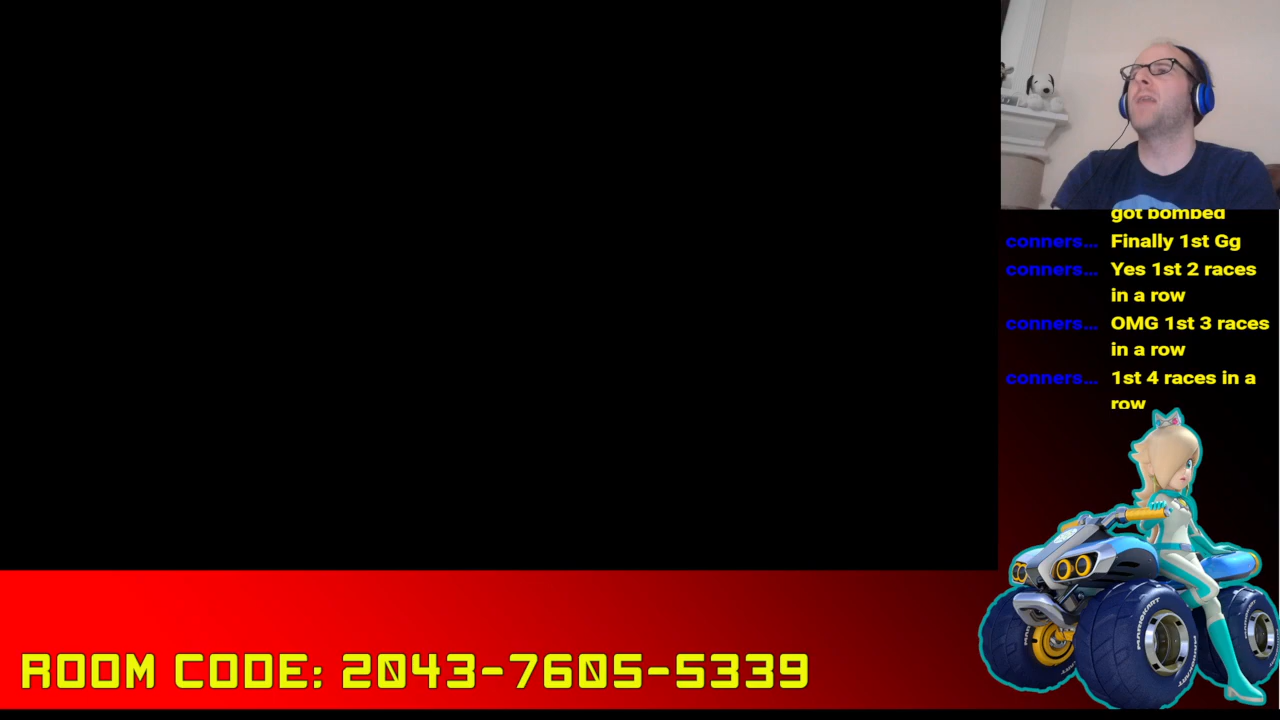 got bombed
conners... Finally 1st Gg
conners... Yes 1st 2 races
in a row
conners... OMG 1st 3 races
in a row
conners... 1st 4 races in a
row
ROOM CODE: 2043-7605-5339